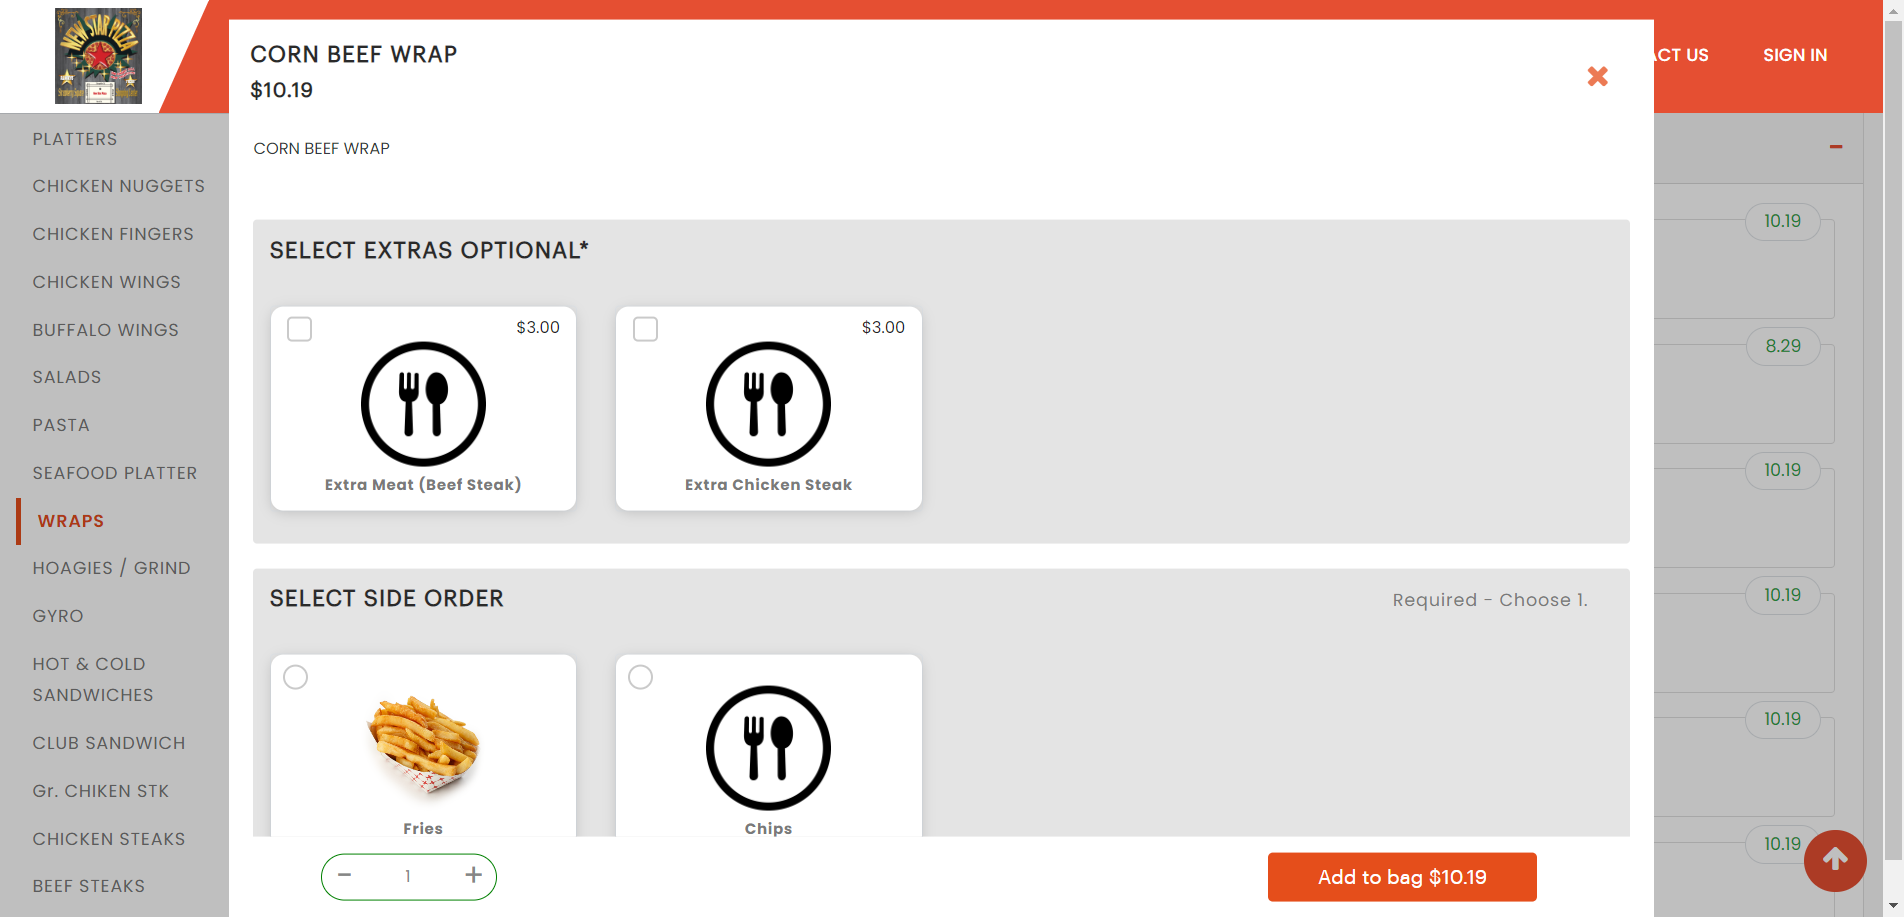 NEW STAR PIZZA
CORN BEEF WRAP
$10.19
CORN BEEF WRAP
ACT US
SIGN IN
PLATTERS
CHICKEN NUGGETS
CHICKEN FINGERS
CHICKEN WINGS
BUFFALO WINGS
SALADS
PASTA
SEAFOOD PLATTER
WRAPS
HOAGIES / GRIND
GYRO
HOT & COLD
SANDWICHES
CLUB SANDWICH
Gr. CHIKEN STK
CHICKEN STEAKS
BEEF STEAKS
SELECT EXTRAS OPTIONAL*
$3.00
Extra Meat (Beef Steak)
$3.00
Extra Chicken Steak
SELECT SIDE ORDER
Required - Choose 1.
Fries
Chips
1
Add to bag $10.19
10.19
8.29
10.19
10.19
10.19
10.19